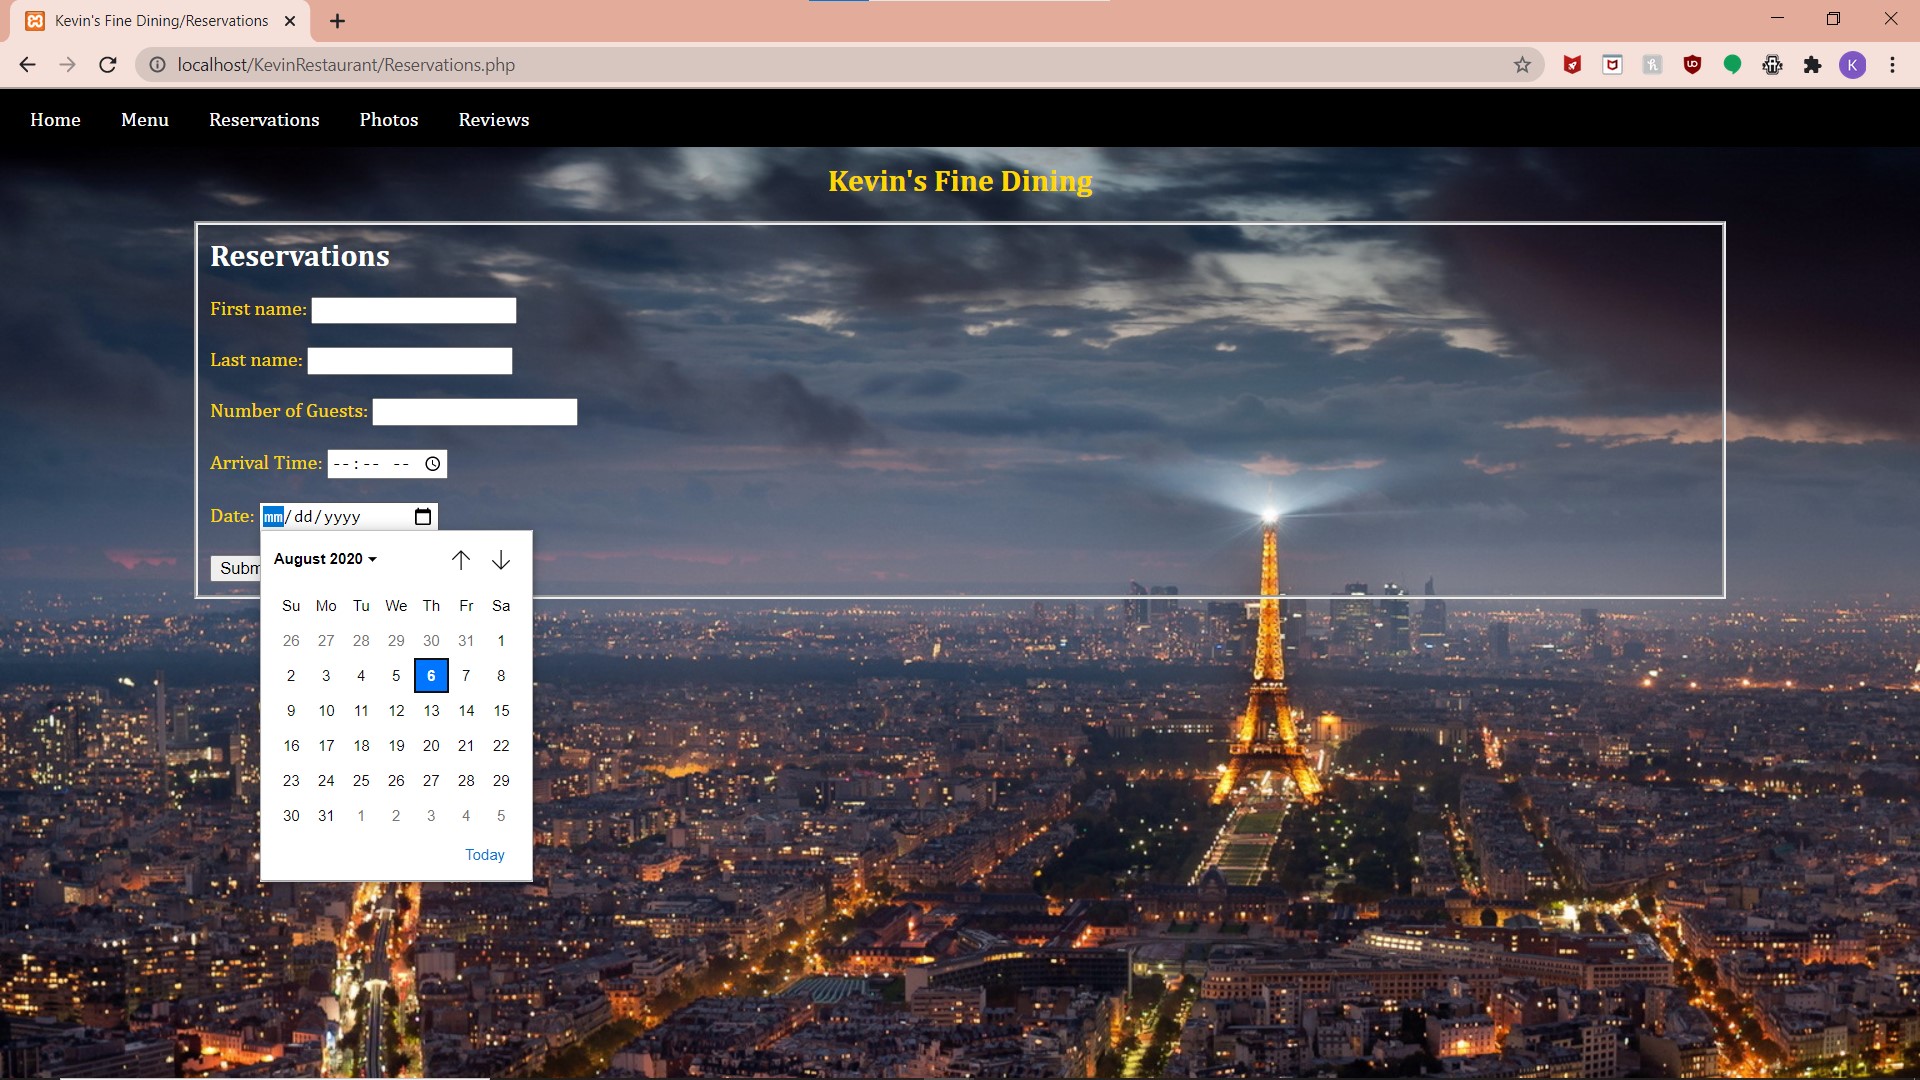 Kevin's Fine Dining/Reservations
localhost/KevinRestaurant/Reservations.php
K
Home Menu Reservations Photos Reviews
Kevin's Fine Dining
Reservations
First name:
Last name:
Number of Guests:
Arrival Time: --:-- --
Date: mm/dd/yyyy
Subm
August 2020
Su Mo Tu We Th Fr Sa
26 27 28 29 30 31 1
2 3 4 5 6 7 8
9 10 11 12 13 14 15
16 17 18 19 20 21 22
23 24 25 26 27 28 29
30 31 1 2 3 4 5
Today